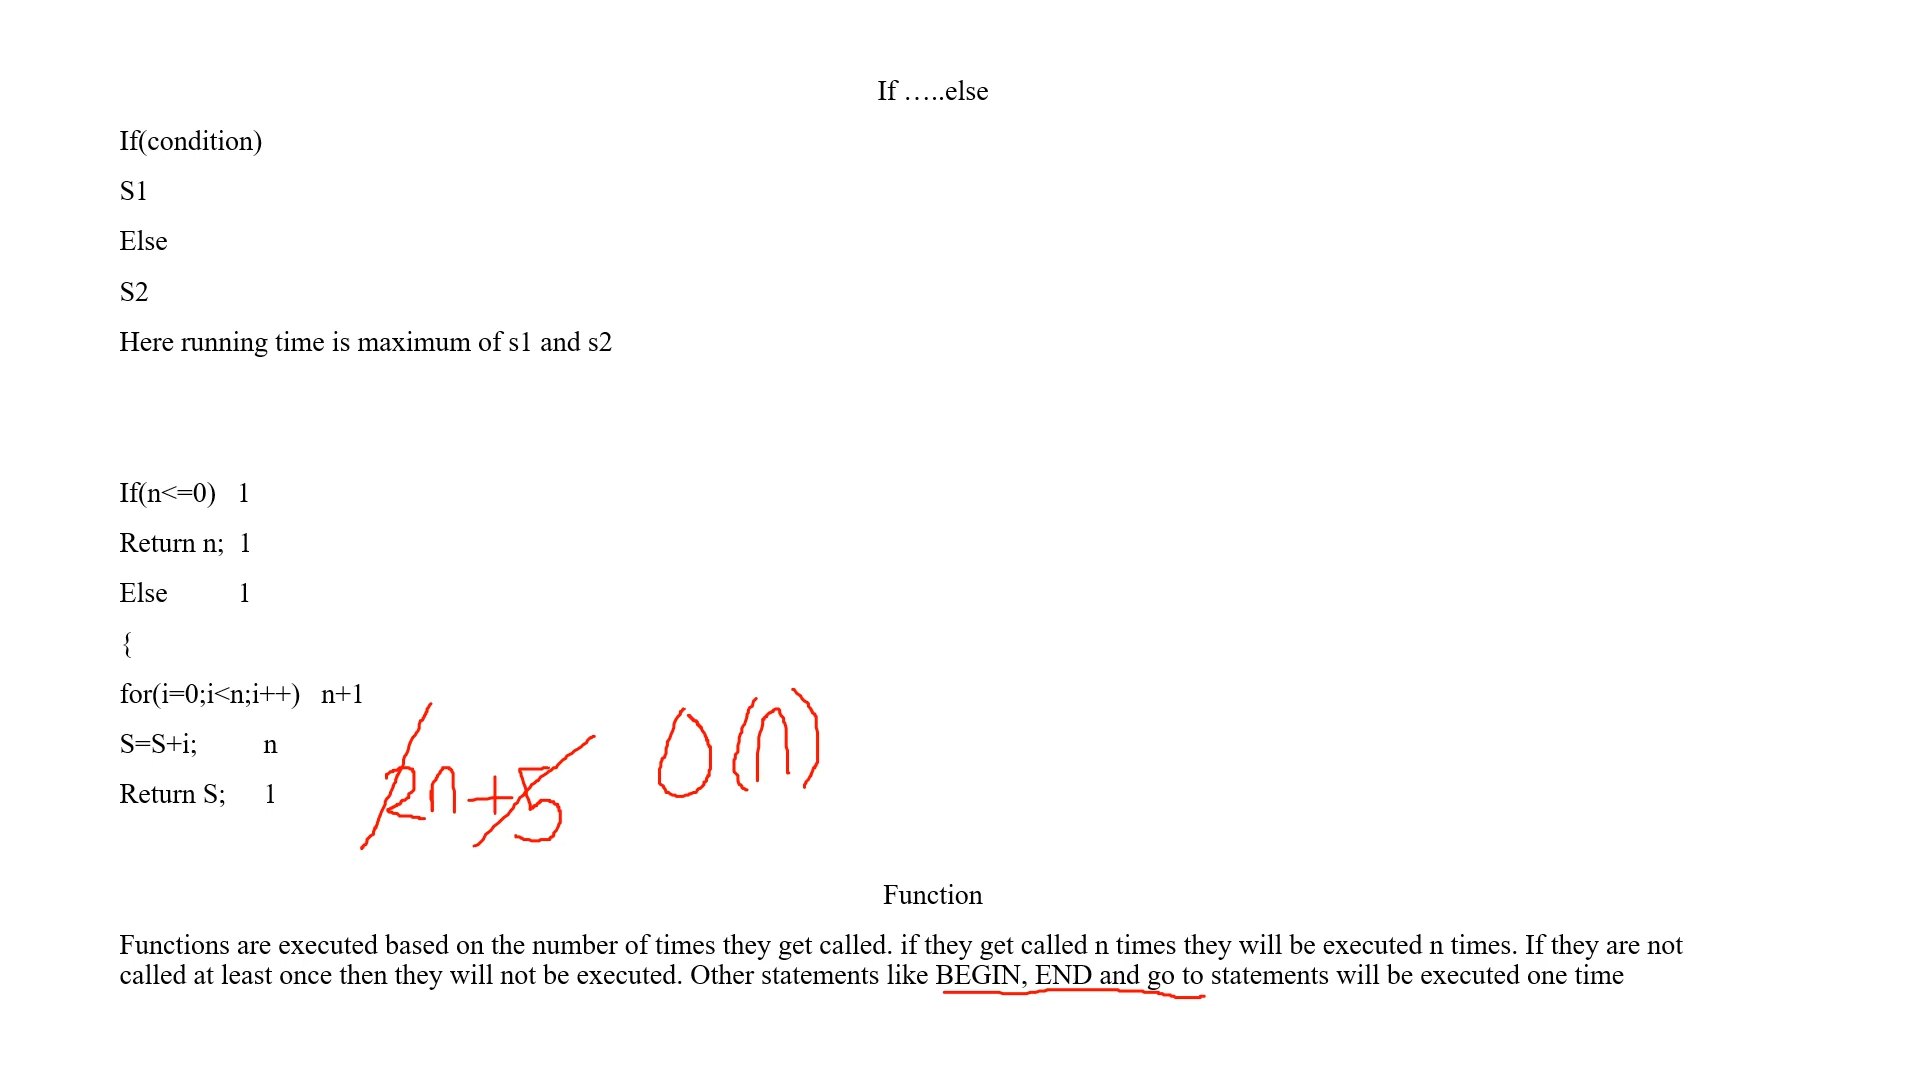 If …..else
If(condition)
S1
Else
S2
Here running time is maximum of s1 and s2
If(n<=0) 1
Return n; 1
Else 1
{
for(i=0;i<n;i++) n+1
S=S+i; n
Return S; 1
2n+5 O(n)
Function
Functions are executed based on the number of times they get called. if they get called n times they will be executed n times. If they are not
called at least once then they will not be executed. Other statements like BEGIN, END and go to statements will be executed one time